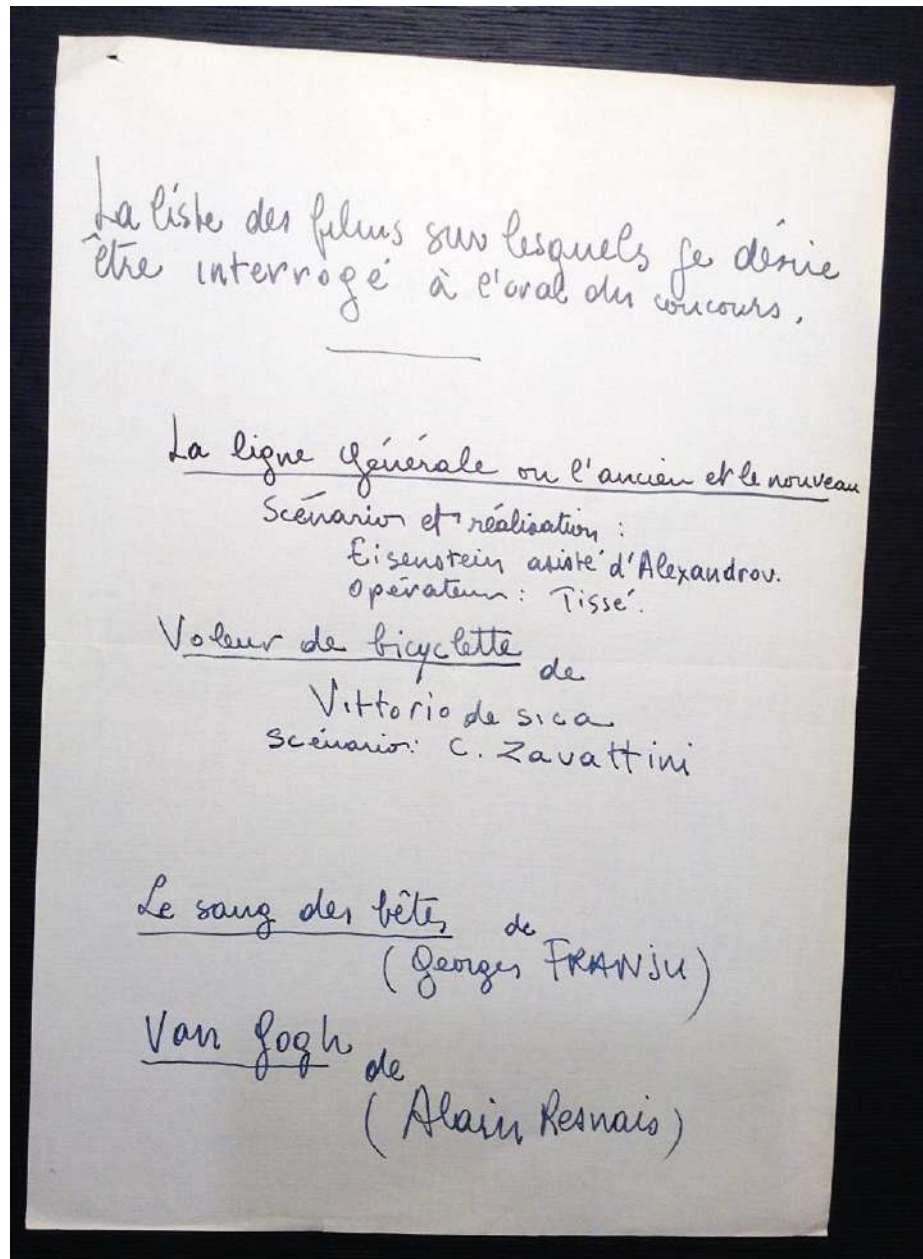 La liste des films sur lesquels je désire
être interrogé à l'oral du concours.
La ligne générale ou l'ancien et le nouveau
Scénario et réalisation :
Eisenstein asisté d'Alexandrov.
opérateur : Tissé.
Voleur de bicyclette de
Vittorio de sica
scénario : C. Zavattini
Le sang des bêtes de
(Georges FRANJU)
Van Gogh de
(Alain Resnais)